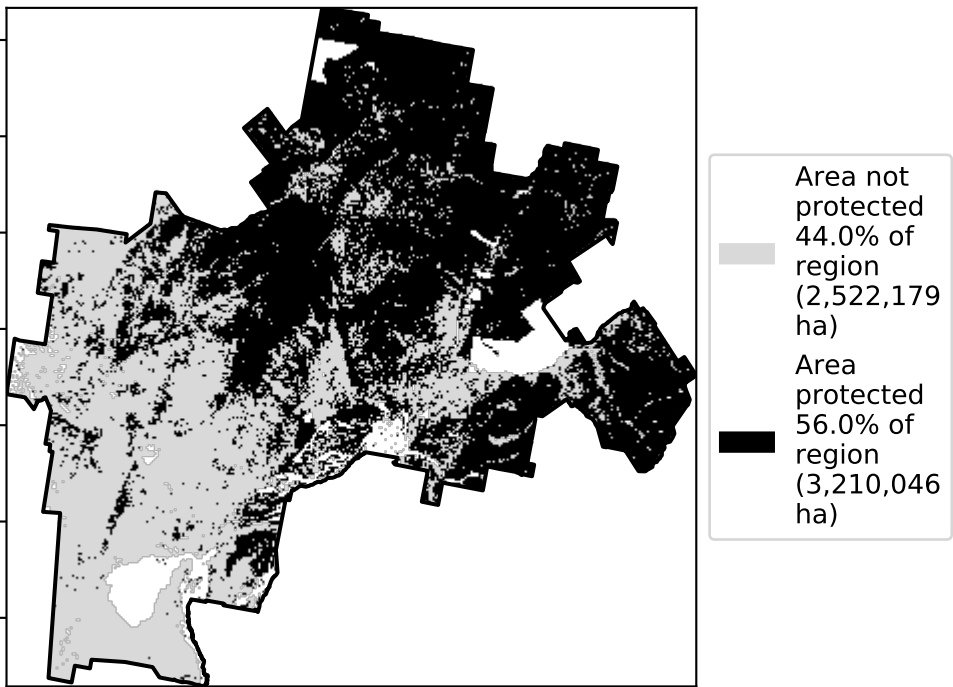 Area not
protected
44.0% of
region
(2,522,179
ha)
Area
protected
56.0% of
region
(3,210,046
ha)